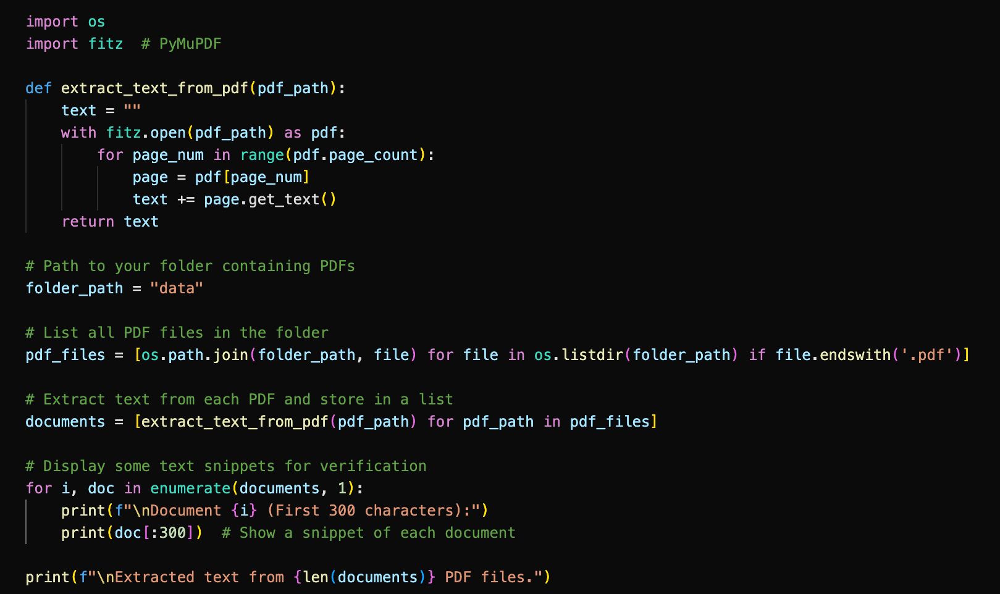 import os
import fitz  # PyMuPDF

def extract_text_from_pdf(pdf_path):
    text = ""
    with fitz.open(pdf_path) as pdf:
        for page_num in range(pdf.page_count):
            page = pdf[page_num]
            text += page.get_text()
    return text

# Path to your folder containing PDFs
folder_path = "data"

# List all PDF files in the folder
pdf_files = [os.path.join(folder_path, file) for file in os.listdir(folder_path) if file.endswith('.pdf')]

# Extract text from each PDF and store in a list
documents = [extract_text_from_pdf(pdf_path) for pdf_path in pdf_files]

# Display some text snippets for verification
for i, doc in enumerate(documents, 1):
    print(f"\nDocument {i} (First 300 characters):")
    print(doc[:300])  # Show a snippet of each document

print(f"\nExtracted text from {len(documents)} PDF files.")